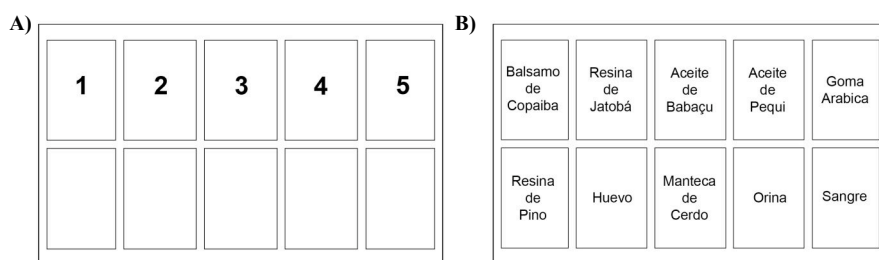 A)
1 2 3 4 5
B)
Balsamo
de
Copaiba
Resina
de
Jatobá
Aceite
de
Babaçu
Aceite
de
Pequi
Goma
Arabica
Resina
de
Pino
Huevo
Manteca
de
Cerdo
Orina
Sangre